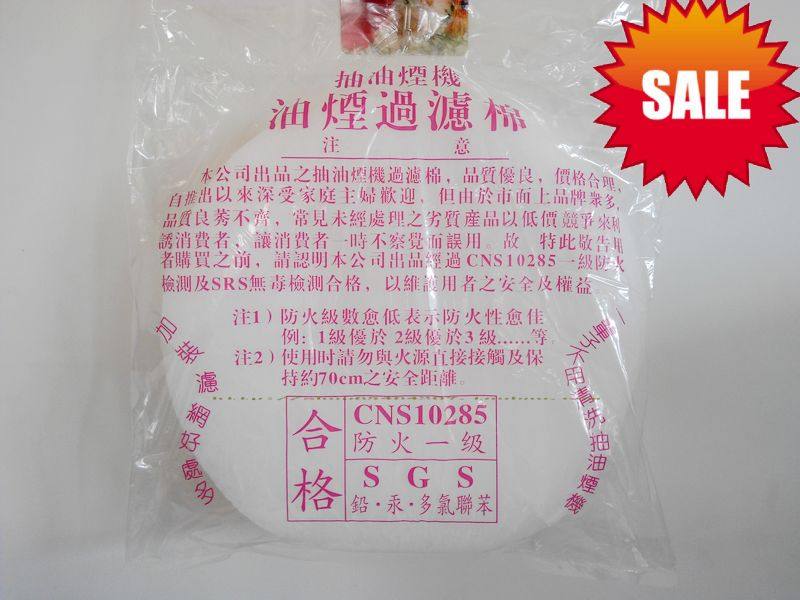 SALE
抽油煙機
油煙過濾棉
注 意
本公司出品之抽油煙機過濾棉，品質優良，價格合理，
自推出以來深受家庭主婦歡迎，但由於市面上品牌眾多，
品質良莠不齊，常見未經處理之劣質產品以低價競爭來利
誘消費者，讓消費者一時不察覺而誤用。故 特此敬告用
者購買之前，請認明本公司出品經過CNS10285一級防火
檢測及SRS無毒檢測合格，以維護用者之安全及權益
注1）防火級數愈低表示防火性愈佳
例：1級優於 2級優於3級……等。
注2）使用時請勿與火源直接接觸及保
持約70cm之安全距離。
加裝濾網好處多
一輩子不用清洗抽油煙機
合格
CNS10285
防火一级
SGS
鉛·汞·多氯聯苯